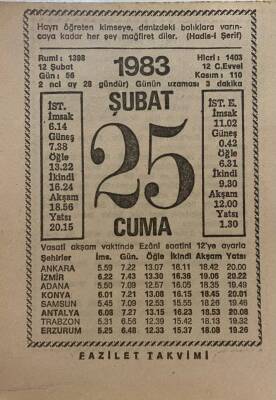 Hayrı öğreten kimseye, denizdeki balıklara varın-
caya kadar her şey mağfiret diler. (Hadis-i Şerif)
Rumi : 1398
12 Şubat
Gün : 56
1983
Hicri : 1403
12 C.Evvel
Kasım : 110
2 nci ay 28 gündür) Günün uzaması 3 dakika
ŞUBAT
İST.
İmsak
6.14
Güneş
7.38
Öğle
13.22
İkindi
16.24
Akşam
18.56
Yatsı
20.15
25
İST. E.
İmsak
11.02
Güneş
0.42
Öğle
6.31
İkindi
9.30
Akşam
12.00
Yatsı
1.30
CUMA
Vasati akşam vaktinde Ezâni saatini 12'ye ayarla
Şehirler İms. Gün. Öğle İkindi Akşam Yatsı
ANKARA 5.59 7.22 13.07 16.11 18.42 20.00
İZMİR 6.22 7.43 13.30 16.36 19.06 20.22
ADANA 5.50 7.09 12.57 16.05 18.35 19.49
KONYA 6.01 7.21 13.08 16.15 18.45 20.01
SAMSUN 5.45 7.09 12.53 15.55 18.26 19.46
ANTALYA 6.08 7.27 13.15 16.23 18.53 20.08
TRABZON 5.31 6.56 12.39 15.42 18.13 19.32
ERZURUM 5.25 6.48 12.33 15.37 18.08 19.26
FAZİLET TAKVİMİ